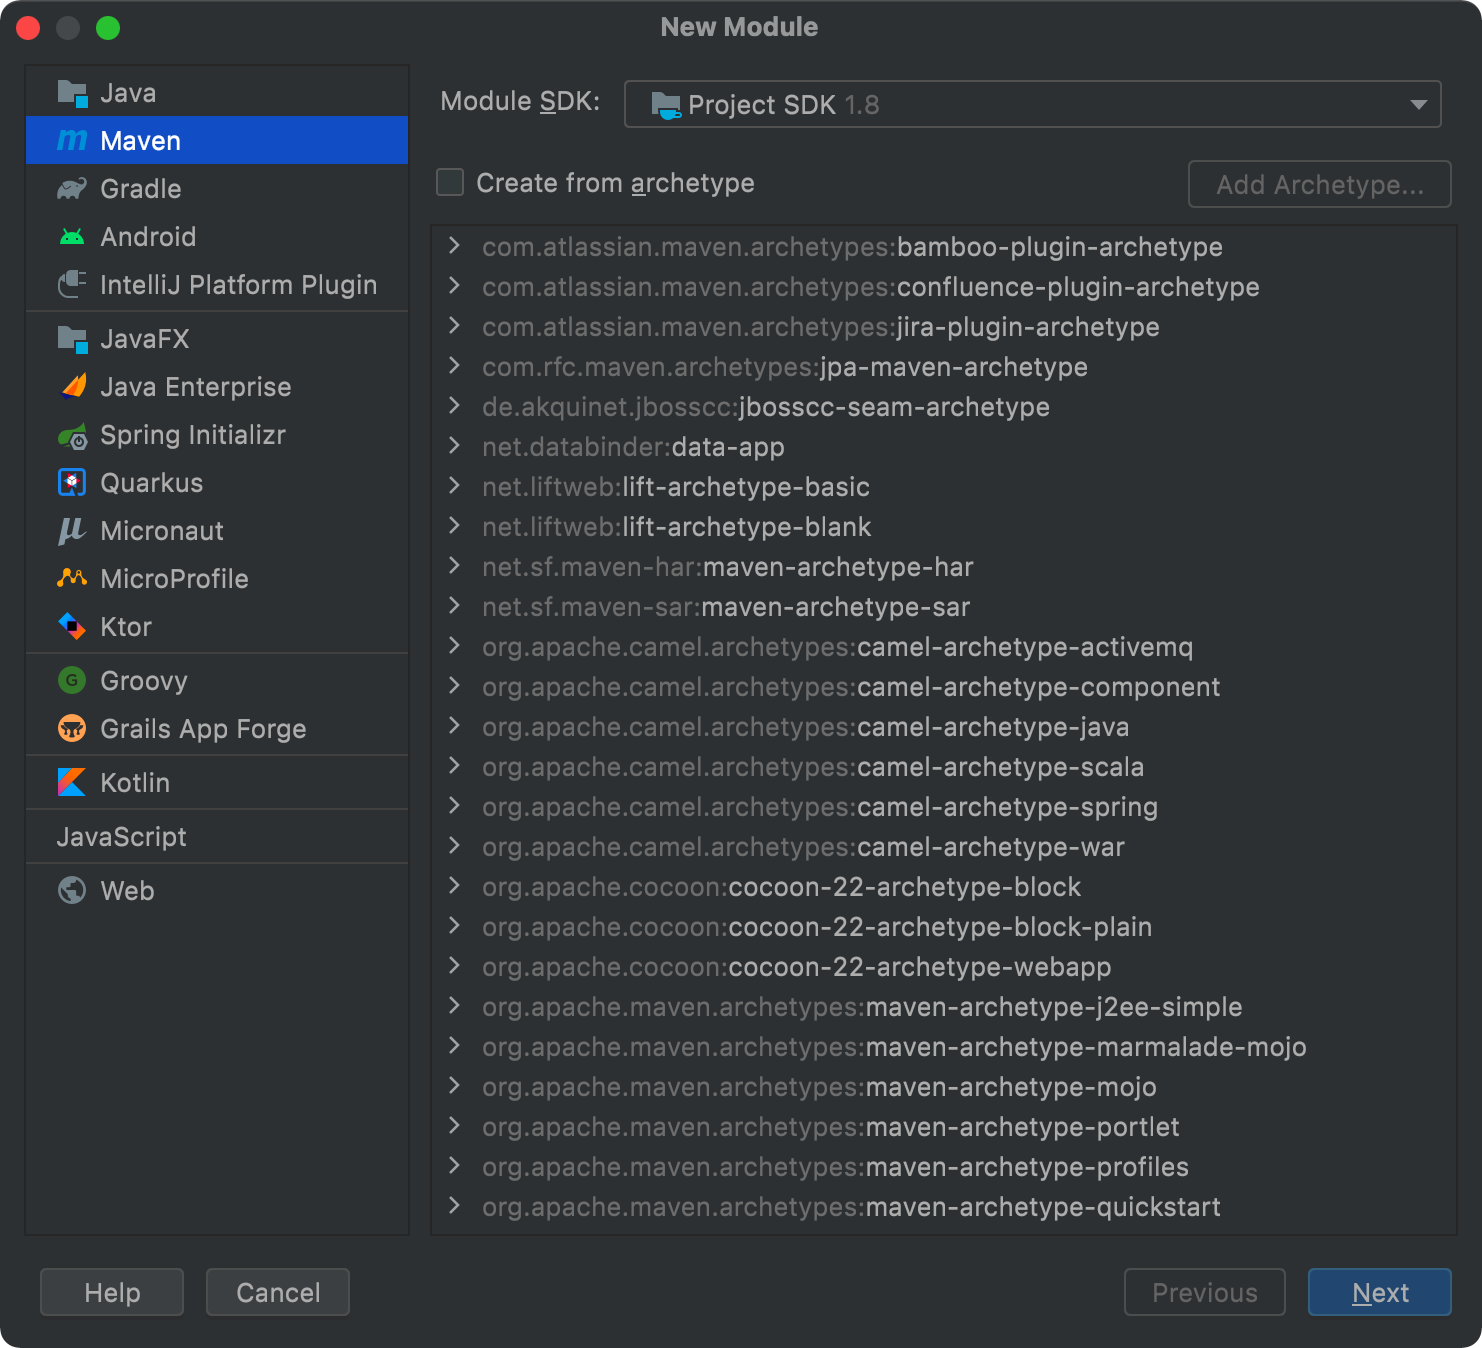 New Module
Java
Maven
Gradle
Android
IntelliJ Platform Plugin
JavaFX
Java Enterprise
Spring Initializr
Quarkus
Micronaut
MicroProfile
Ktor
Groovy
Grails App Forge
Kotlin
JavaScript
Web
Module SDK: Project SDK 1.8
Create from archetype
Add Archetype...
com.atlassian.maven.archetypes:bamboo-plugin-archetype
com.atlassian.maven.archetypes:confluence-plugin-archetype
com.atlassian.maven.archetypes:jira-plugin-archetype
com.rfc.maven.archetypes:jpa-maven-archetype
de.akquinet.jbosscc:jbosscc-seam-archetype
net.databinder:data-app
net.liftweb:lift-archetype-basic
net.liftweb:lift-archetype-blank
net.sf.maven-har:maven-archetype-har
net.sf.maven-sar:maven-archetype-sar
org.apache.camel.archetypes:camel-archetype-activemq
org.apache.camel.archetypes:camel-archetype-component
org.apache.camel.archetypes:camel-archetype-java
org.apache.camel.archetypes:camel-archetype-scala
org.apache.camel.archetypes:camel-archetype-spring
org.apache.camel.archetypes:camel-archetype-war
org.apache.cocoon:cocoon-22-archetype-block
org.apache.cocoon:cocoon-22-archetype-block-plain
org.apache.cocoon:cocoon-22-archetype-webapp
org.apache.maven.archetypes:maven-archetype-j2ee-simple
org.apache.maven.archetypes:maven-archetype-marmalade-mojo
org.apache.maven.archetypes:maven-archetype-mojo
org.apache.maven.archetypes:maven-archetype-portlet
org.apache.maven.archetypes:maven-archetype-profiles
org.apache.maven.archetypes:maven-archetype-quickstart
Help
Cancel
Previous
Next